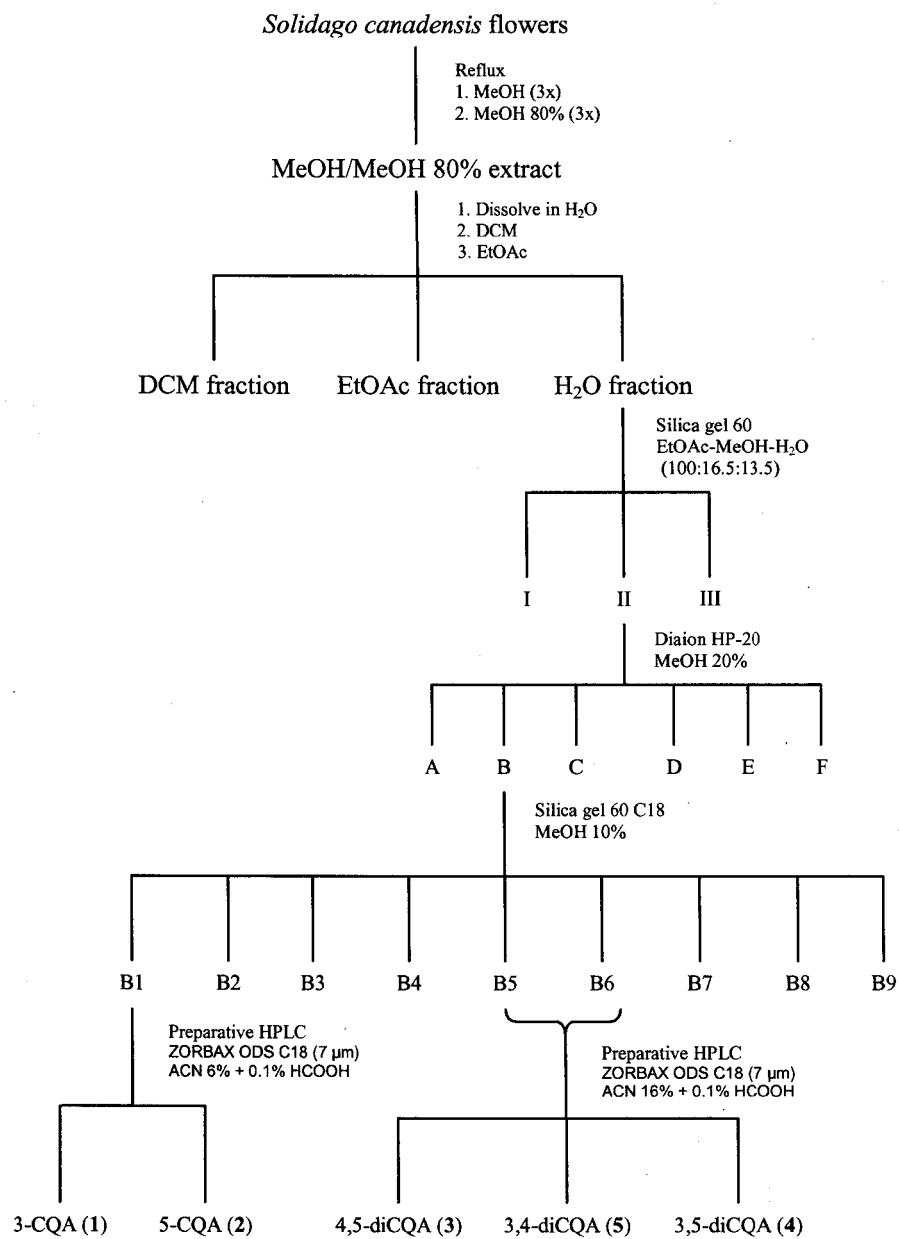 Solidago canadensis flowers
Reflux
1. MeOH (3x)
2. MeOH 80% (3x)
MeOH/MeOH 80% extract
1. Dissolve in H₂O
2. DCM
3. EtOAc
DCM fraction
EtOAc fraction
H₂O fraction
Silica gel 60
EtOAc-MeOH-H₂O
(100:16.5:13.5)
I
II
III
Diaion HP-20
MeOH 20%
A
B
C
D
E
F
Silica gel 60 C18
MeOH 10%
B1
B2
B3
B4
B5
B6
B7
B8
B9
Preparative HPLC
ZORBAX ODS C18 (7 µm)
ACN 6% + 0.1% HCOOH
Preparative HPLC
ZORBAX ODS C18 (7 µm)
ACN 16% + 0.1% HCOOH
3-CQA (1)
5-CQA (2)
4,5-diCQA (3)
3,4-diCQA (5)
3,5-diCQA (4)